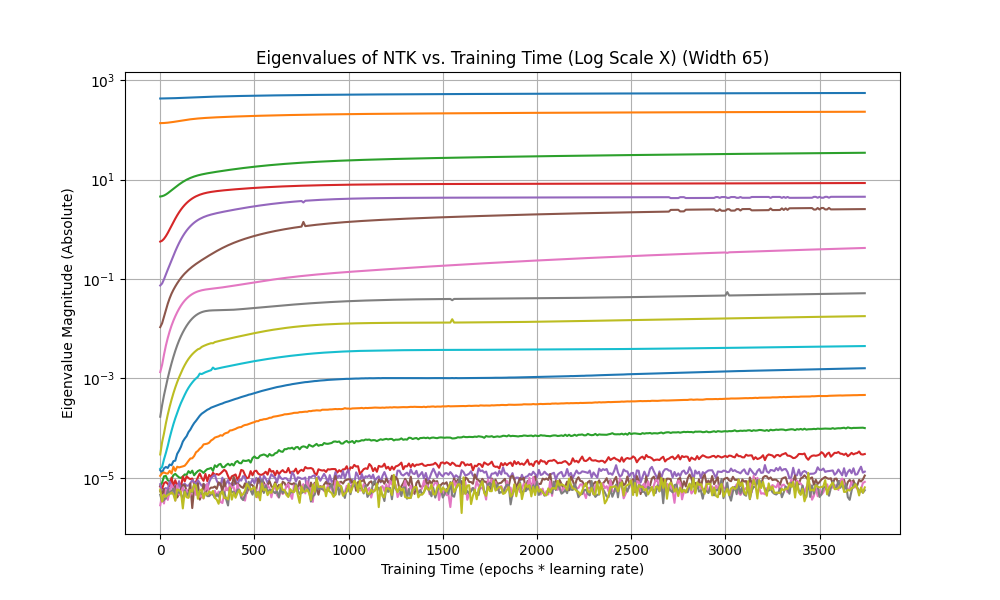 Eigenvalues of NTK vs. Training Time (Log Scale X) (Width 65)
Eigenvalue Magnitude (Absolute)
10³
10¹
10⁻¹
10⁻³
10⁻⁵
0 500 1000 1500 2000 2500 3000 3500
Training Time (epochs * learning rate)